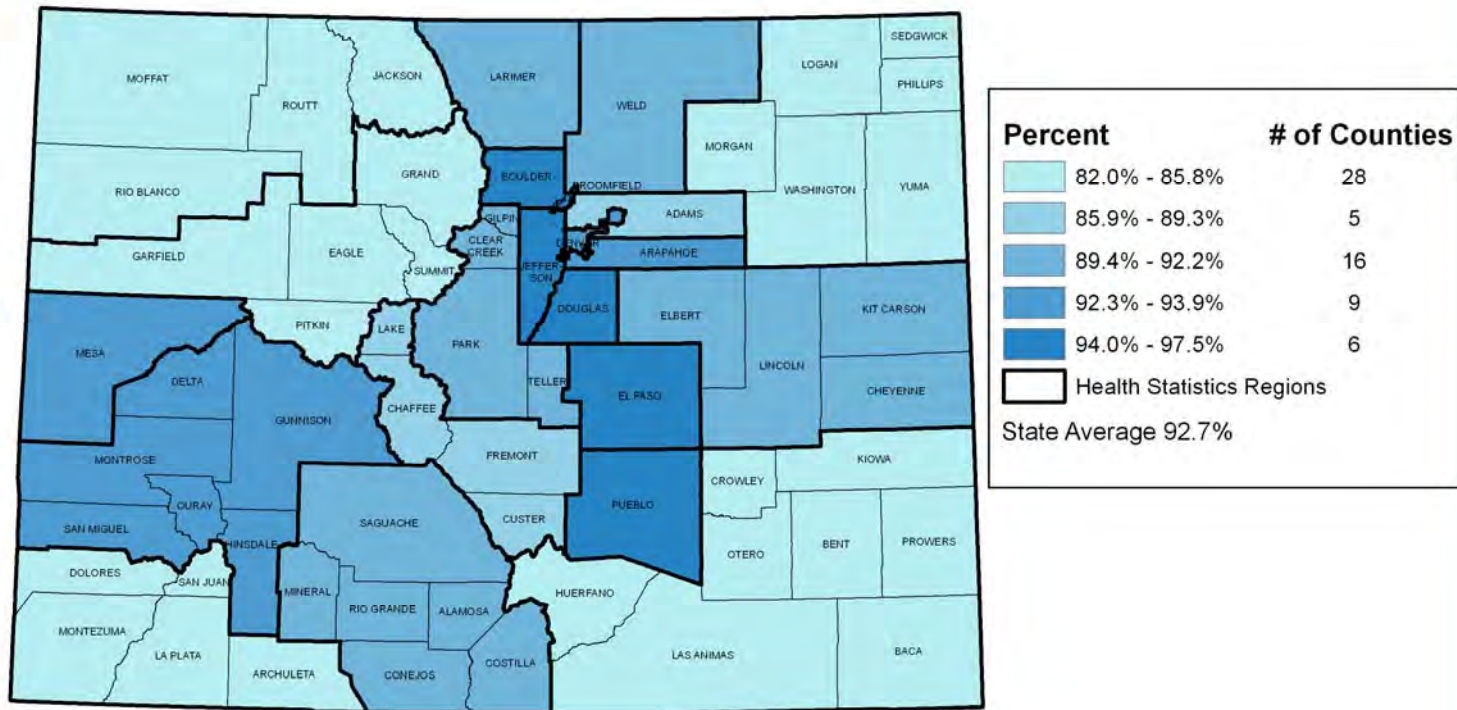 SEDGWICK
LOGAN
MOFFAT
JACKSON
LARIMER
PHILLIPS
ROUTT
WELD
MORGAN
GRAND
BOULDER
RIO BLANCO
WASHINGTON
YUMA
BROOMFIELD
GILPIN
ADAMS
CLEAR
CREEK
DENVER
EAGLE
ARAPAHOE
GARFIELD
JEFFER-
SON
SUMMIT
DOUGLAS
ELBERT
KIT CARSON
PITKIN
LAKE
PARK
MESA
LINCOLN
TELLER
DELTA
CHEYENNE
EL PASO
CHAFFEE
GUNNISON
FREMONT
MONTROSE
KIOWA
CROWLEY
OURAY
PUEBLO
CUSTER
SAN MIGUEL
SAGUACHE
HINSDALE
PROWERS
BENT
OTERO
DOLORES
SAN JUAN
MINERAL
HUERFANO
RIO GRANDE
ALAMOSA
MONTEZUMA
LA PLATA
LAS ANIMAS
BACA
COSTILLA
ARCHULETA
CONEJOS
Percent # of Counties
82.0% - 85.8% 28
85.9% - 89.3% 5
89.4% - 92.2% 16
92.3% - 93.9% 9
94.0% - 97.5% 6
Health Statistics Regions
State Average 92.7%